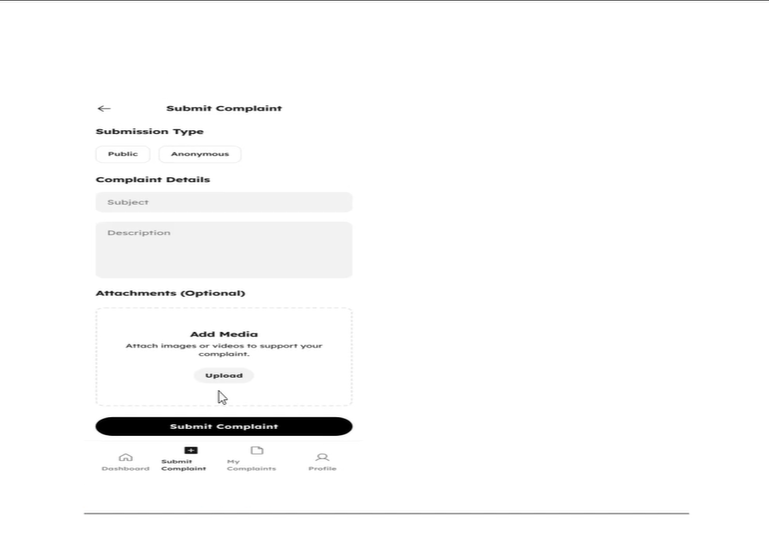 Submit Complaint
Submission Type
Public Anonymous
Complaint Details
Subject
Description
Attachments (Optional)
Add Media
Attach images or videos to support your
complaint.
Upload
Submit Complaint
Dashboard
Submit
Complaint
My
Complaints
Profile